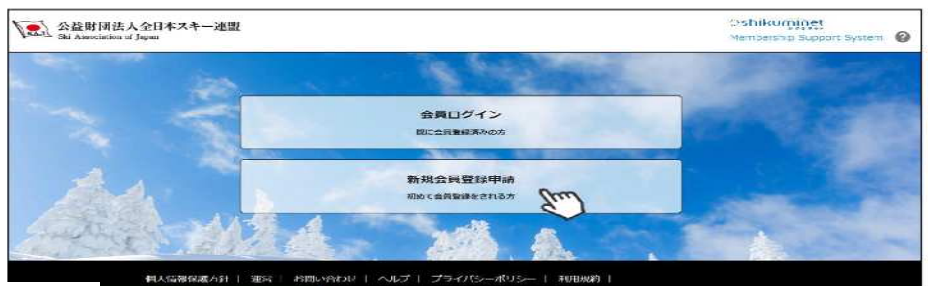 公益財団法人全日本スキー連盟
Ski Association of Japan
shikuminet
Membership Support System ?
会員ログイン
既に会員登録済みの方
新規会員登録申請
初めて会員登録をされる方
個人情報保護方針 | 運営 | お問い合わせ | ヘルプ | プライバシーポリシー | 利用規約 |